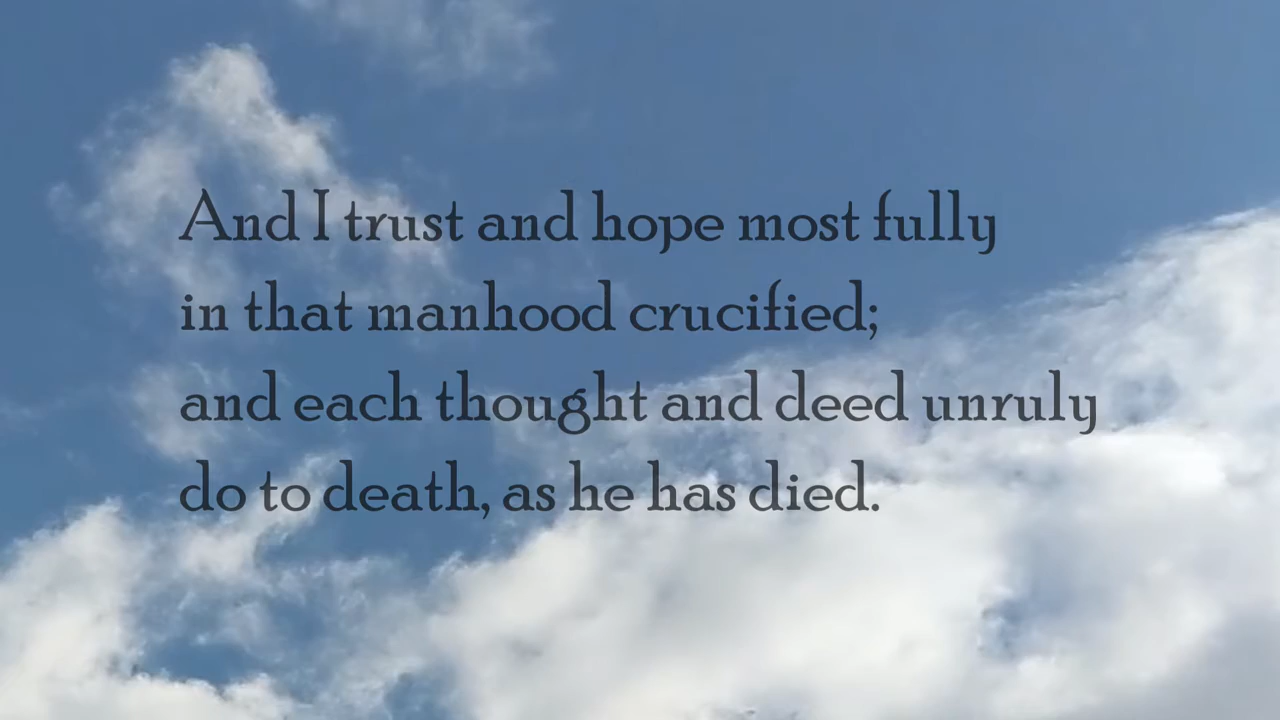 And I trust and hope most fully
in that manhood crucified;
and each thought and deed unruly
do to death, as he has died.